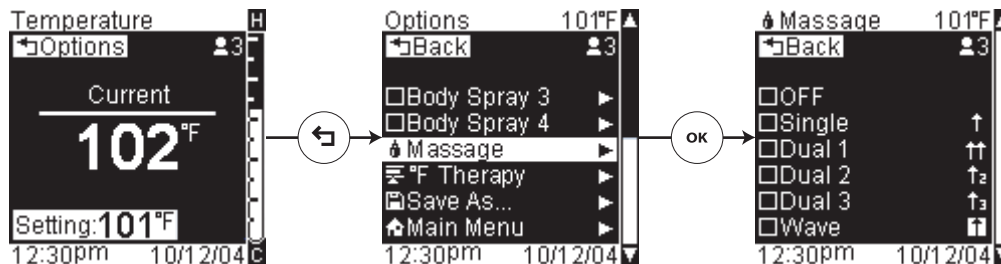 Temperature H
Options 3
Current
102°F
Setting:101°F
12:30pm 10/12/04 C
Options 101°F
Back 3
Body Spray 3
Body Spray 4
Massage
°F Therapy
Save As...
Main Menu
12:30pm 10/12/04
OK
Massage 101°F
Back 3
OFF
Single
Dual 1
Dual 2 2
Dual 3 3
Wave
12:30pm 10/12/04